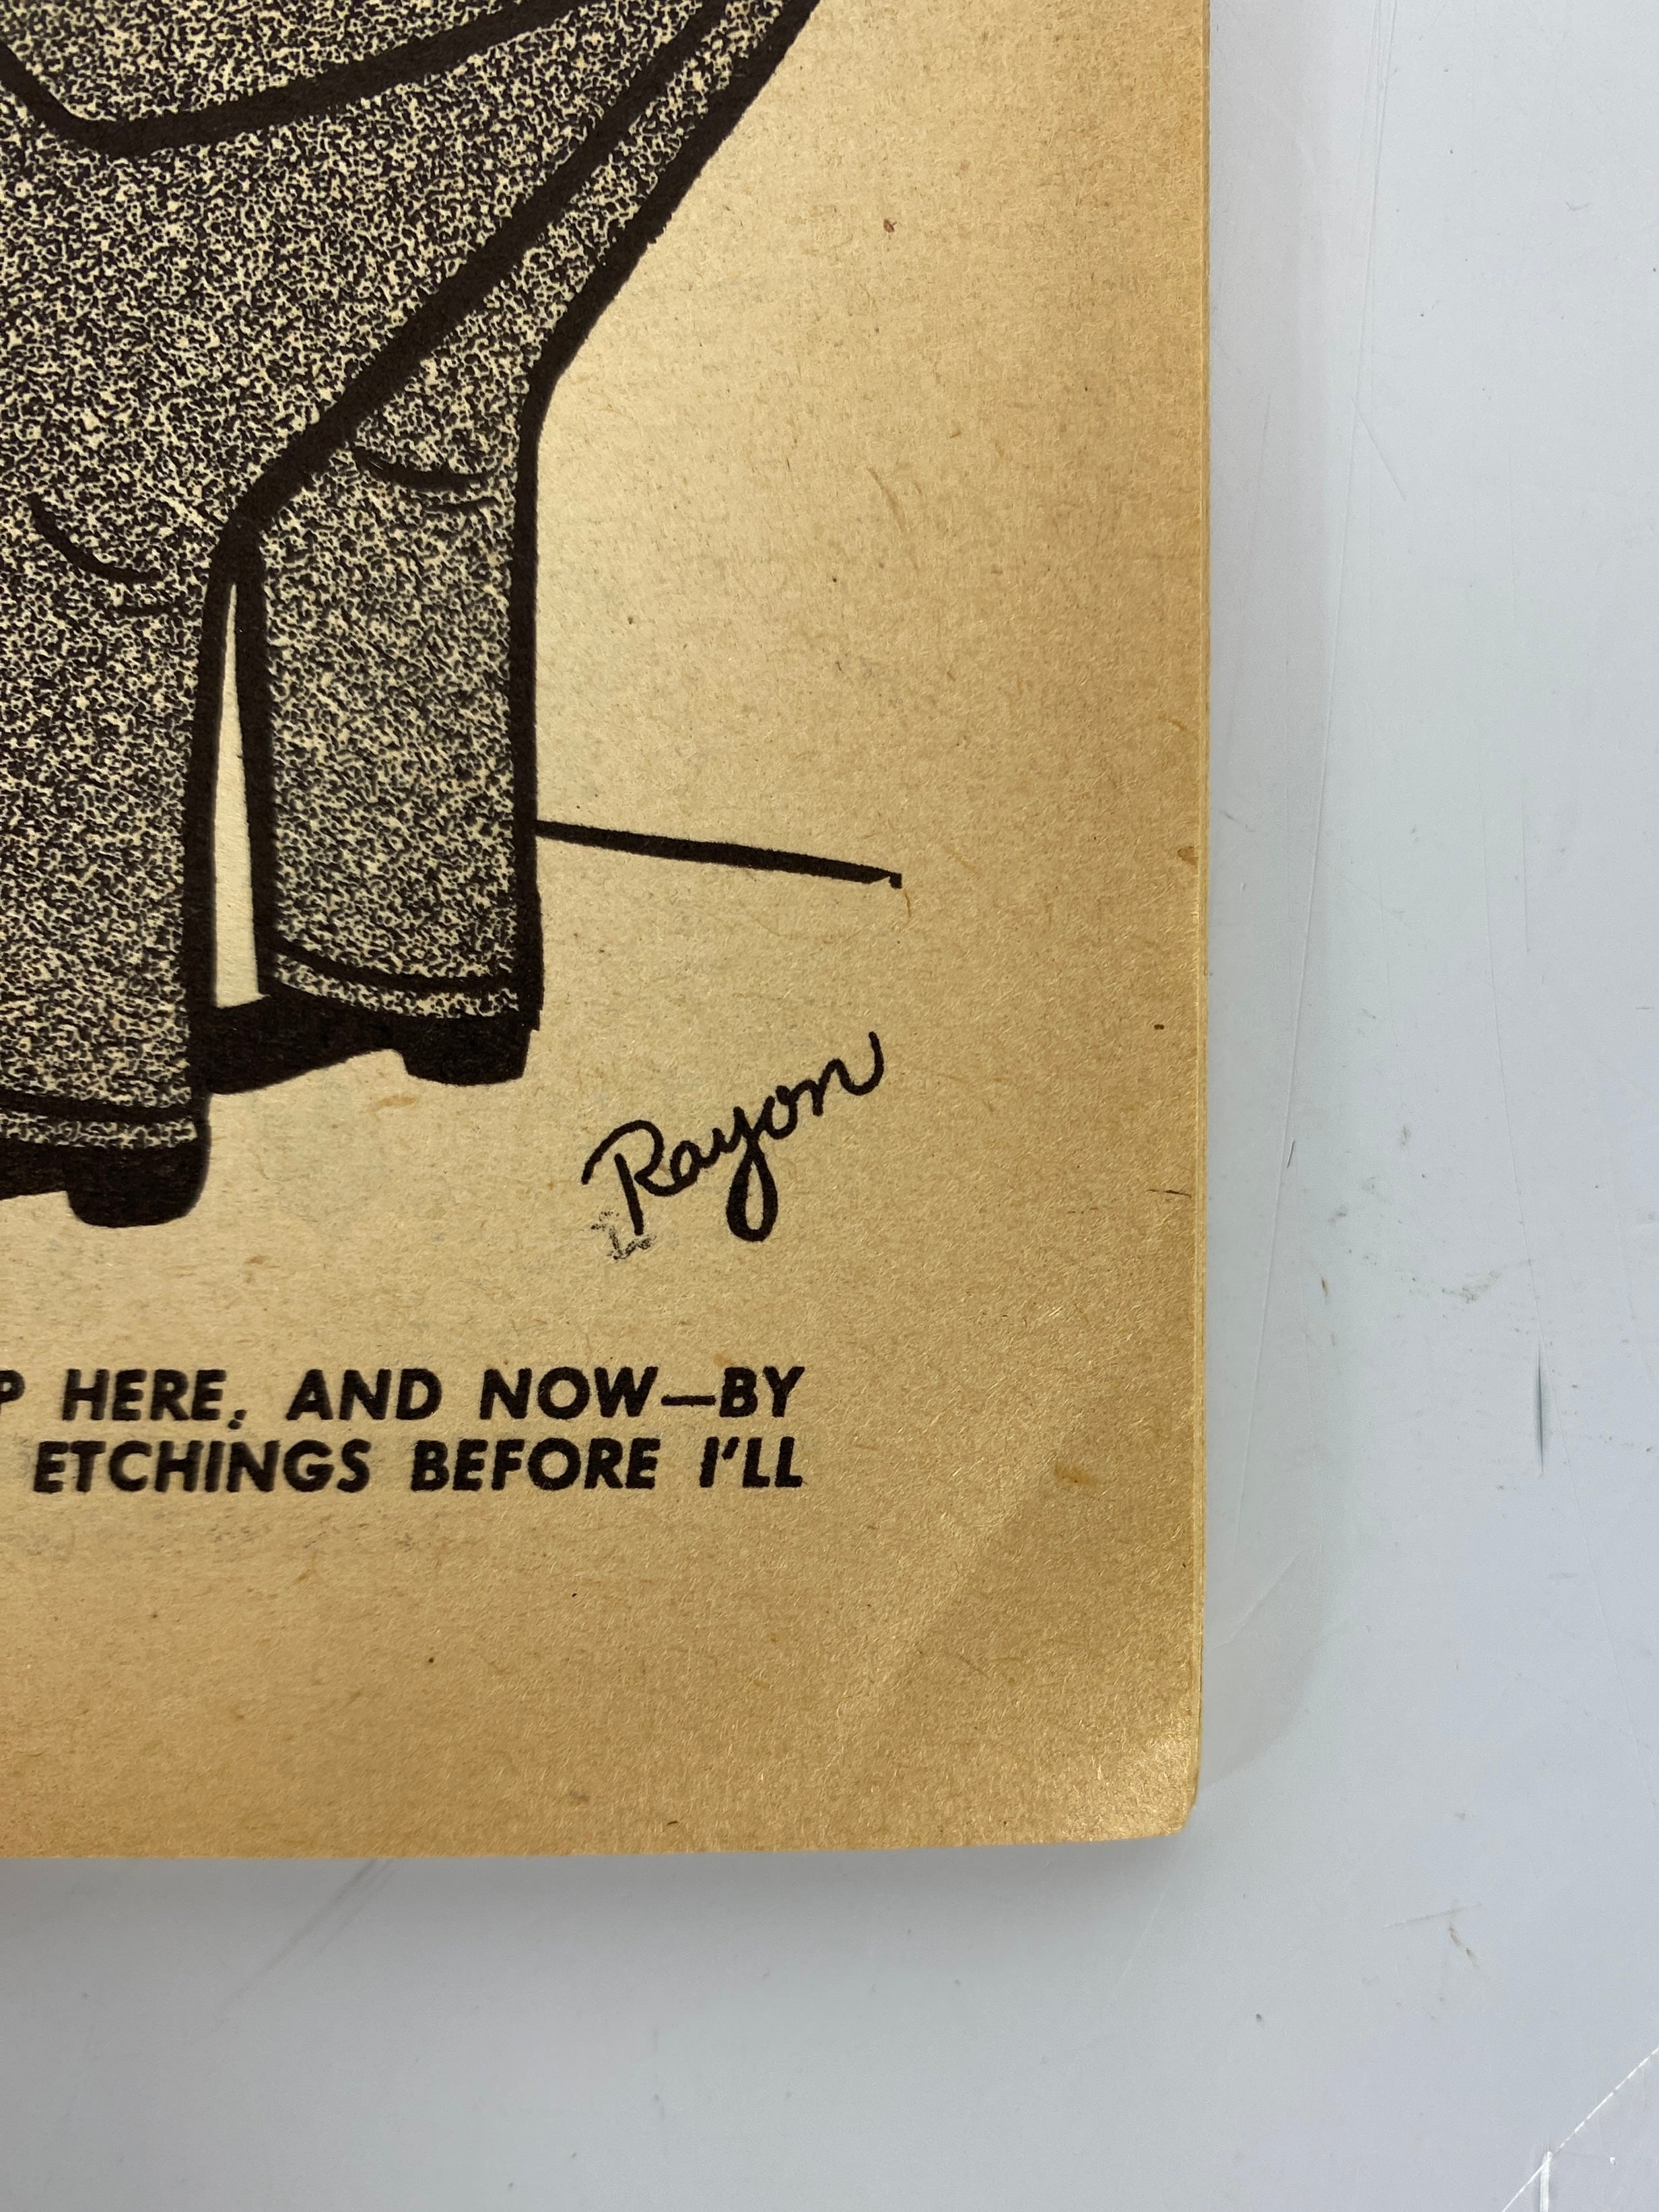 Rayon
P HERE, AND NOW—BY
ETCHINGS BEFORE I'LL